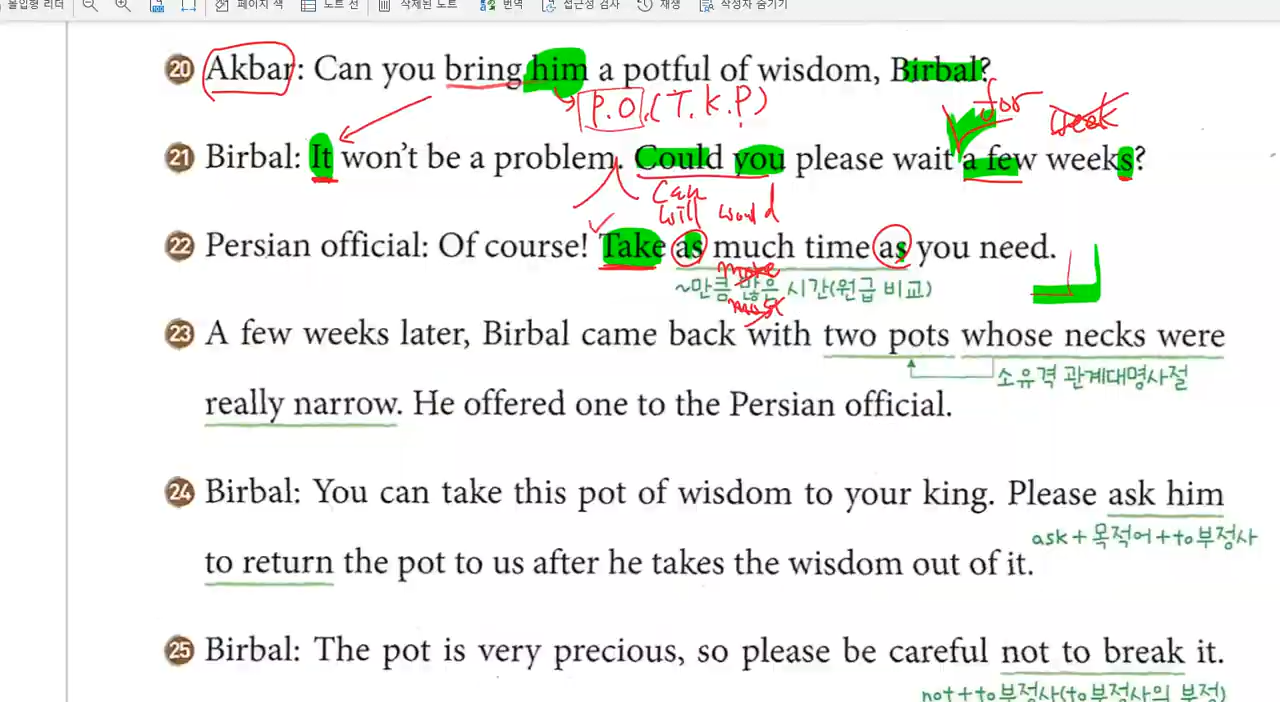 몰입형 리더 페이지 색 노트 선 삭제된 노트 번역 접근성 검사 재생 작성자 숨기기
20 Akbar: Can you bring him a potful of wisdom, Birbal?
P.O.(T.K.P)
for week
21 Birbal: It won't be a problem. Could you please wait a few weeks?
Can
will would
22 Persian official: Of course! Take as much time as you need.
more
~만큼 많은 시간(원급 비교)
most
23 A few weeks later, Birbal came back with two pots whose necks were
소유격 관계대명사절
really narrow. He offered one to the Persian official.
24 Birbal: You can take this pot of wisdom to your king. Please ask him
ask+목적어+to부정사
to return the pot to us after he takes the wisdom out of it.
25 Birbal: The pot is very precious, so please be careful not to break it.
not+to부정사(to부정사의 부정)